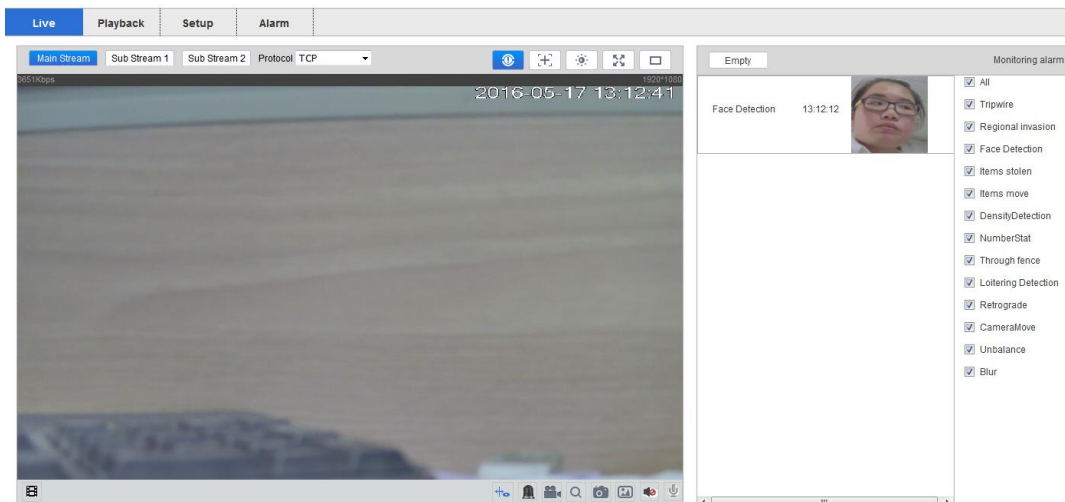 Live Playback Setup Alarm
Main Stream Sub Stream 1 Sub Stream 2 Protocol TCP
3651Kbps 1920*1080
2016-05-17 13:12:41
Empty Monitoring alarm
Face Detection 13:12:12
All
Tripwire
Regional invasion
Face Detection
Items stolen
Items move
DensityDetection
NumberStat
Through fence
Loitering Detection
Retrograde
CameraMove
Unbalance
Blur